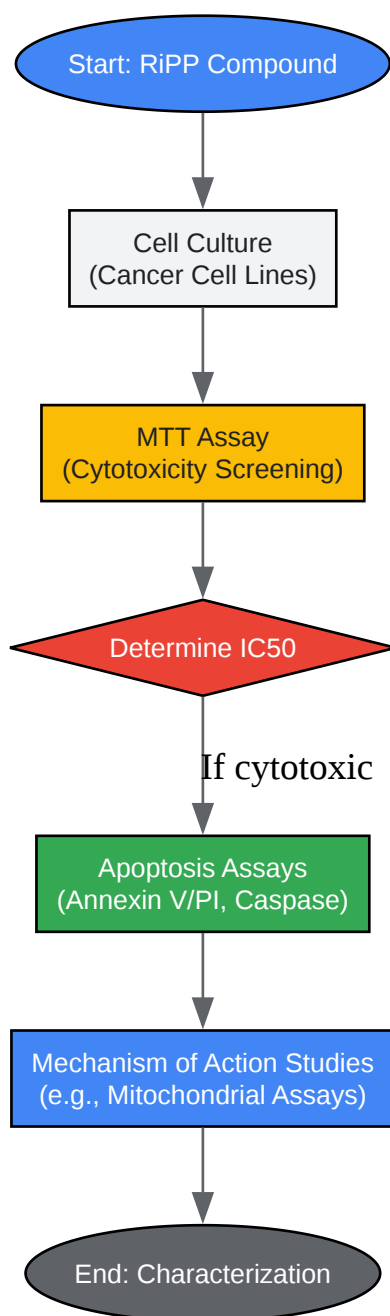 Start: RiPP Compound
Cell Culture
(Cancer Cell Lines)
MTT Assay
(Cytotoxicity Screening)
Determine IC50
If cytotoxic
Apoptosis Assays
(Annexin V/PI, Caspase)
Mechanism of Action Studies
(e.g., Mitochondrial Assays)
End: Characterization